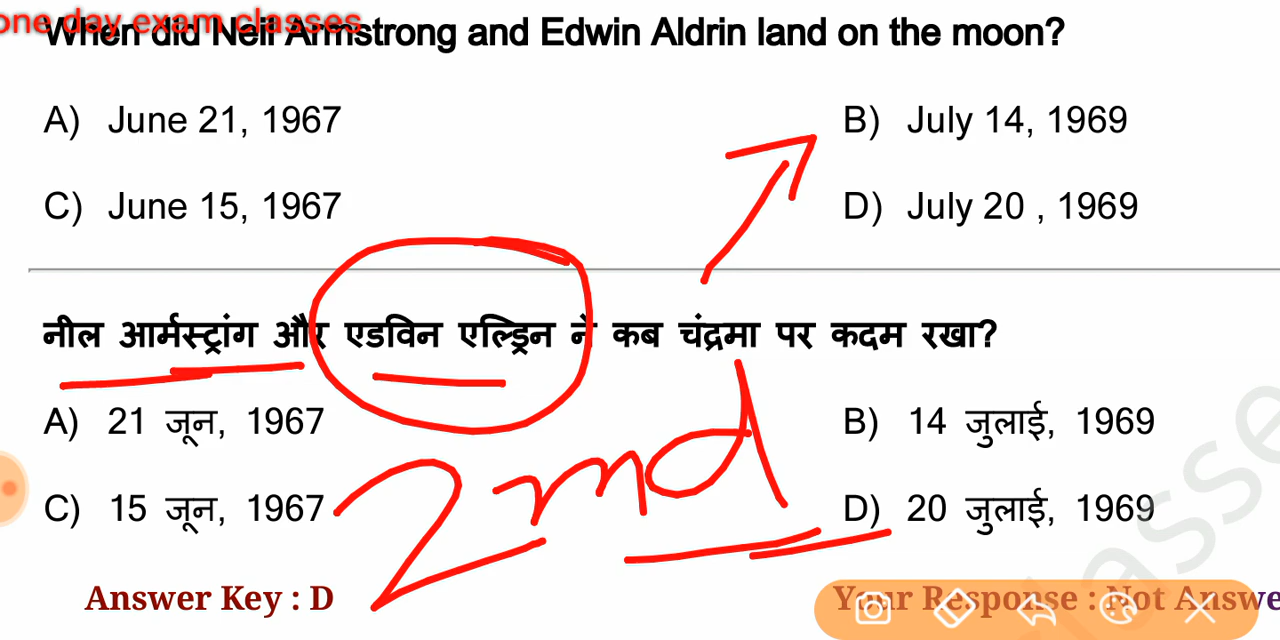 one day exam classes
When did Neil Armstrong and Edwin Aldrin land on the moon?
A) June 21, 1967 B) July 14, 1969
C) June 15, 1967 D) July 20 , 1969
नील आर्मस्ट्रांग और एडविन एल्ड्रिन ने कब चंद्रमा पर कदम रखा?
A) 21 जून, 1967 B) 14 जुलाई, 1969
2nd
C) 15 जून, 1967 D) 20 जुलाई, 1969
Answer Key : D Your Response : Not Answe
classe